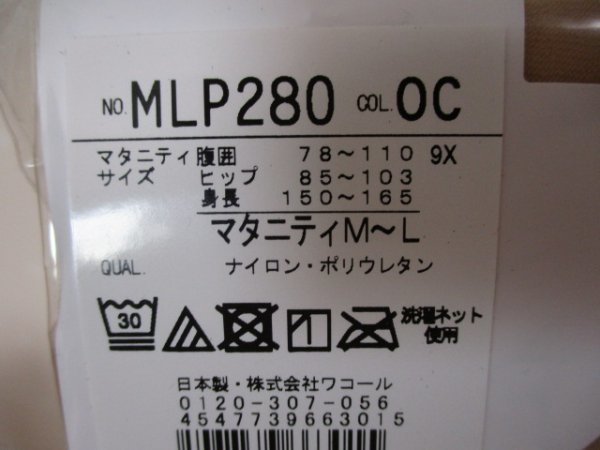 NO. MLP280 COL. OC
マタニティ 腹囲 78～110 9X
サイズ ヒップ 85～103
身長 150～165
マタニティM～L
QUAL. ナイロン・ポリウレタン
30 洗濯ネット
使用
日本製・株式会社ワコール
0120-307-056
4547739663015